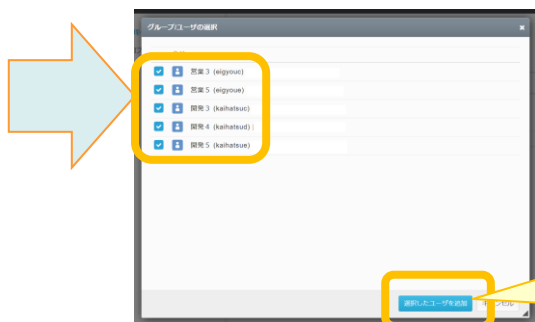 グループ/ユーザの選択
営業3 (eigyouc)
営業5 (eigyoue)
開発3 (kaihatsuc)
開発4 (kaihatsud)
開発5 (kaihatsue)
選択したユーザを追加